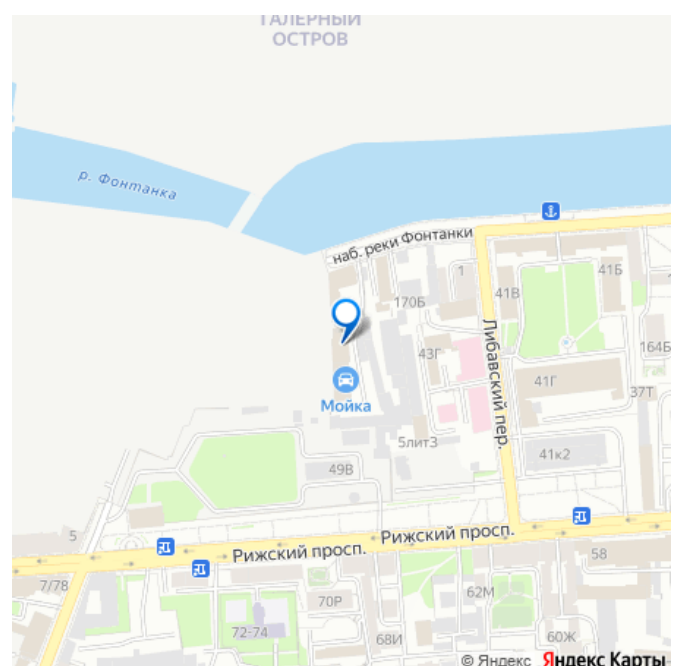 ГАЛЕРНЫЙ
ОСТРОВ
р. Фонтанка
наб. реки Фонтанки
1
41Б
41В
170Б
Либавский пер.
164Б
43Г
41Г
37Т
Мойка
5литЗ
41к2
49В
5
Рижский просп.
Рижский просп.
58
7/78
70Р
62М
72-74
68И
60Ж
© Яндекс Яндекс Карты